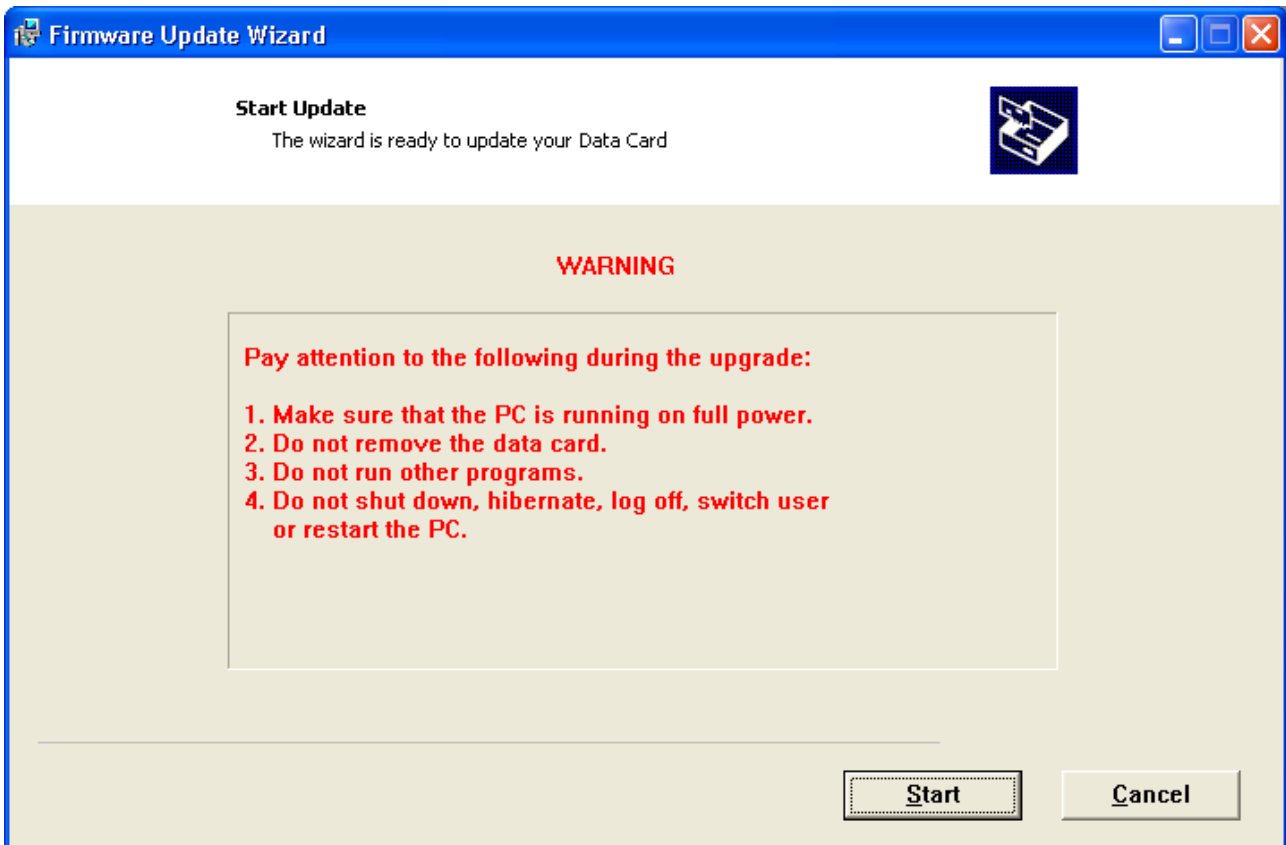 Firmware Update Wizard
Start Update
The wizard is ready to update your Data Card
WARNING
Pay attention to the following during the upgrade:
1. Make sure that the PC is running on full power.
2. Do not remove the data card.
3. Do not run other programs.
4. Do not shut down, hibernate, log off, switch user
or restart the PC.
Start
Cancel